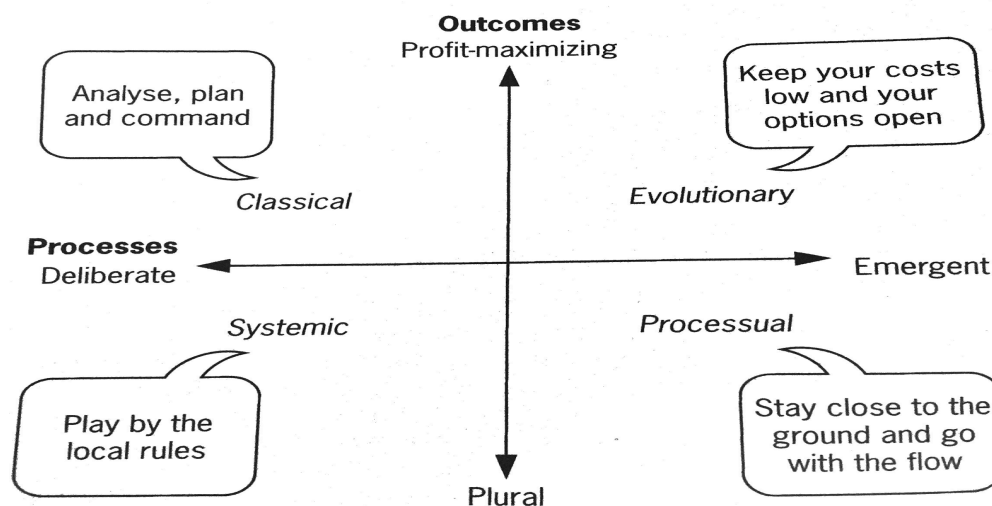 Outcomes
Profit-maximizing
Analyse, plan
and command
Keep your costs
low and your
options open
Classical
Evolutionary
Processes
Deliberate
Emergent
Systemic
Processual
Play by the
local rules
Stay close to the
ground and go
with the flow
Plural